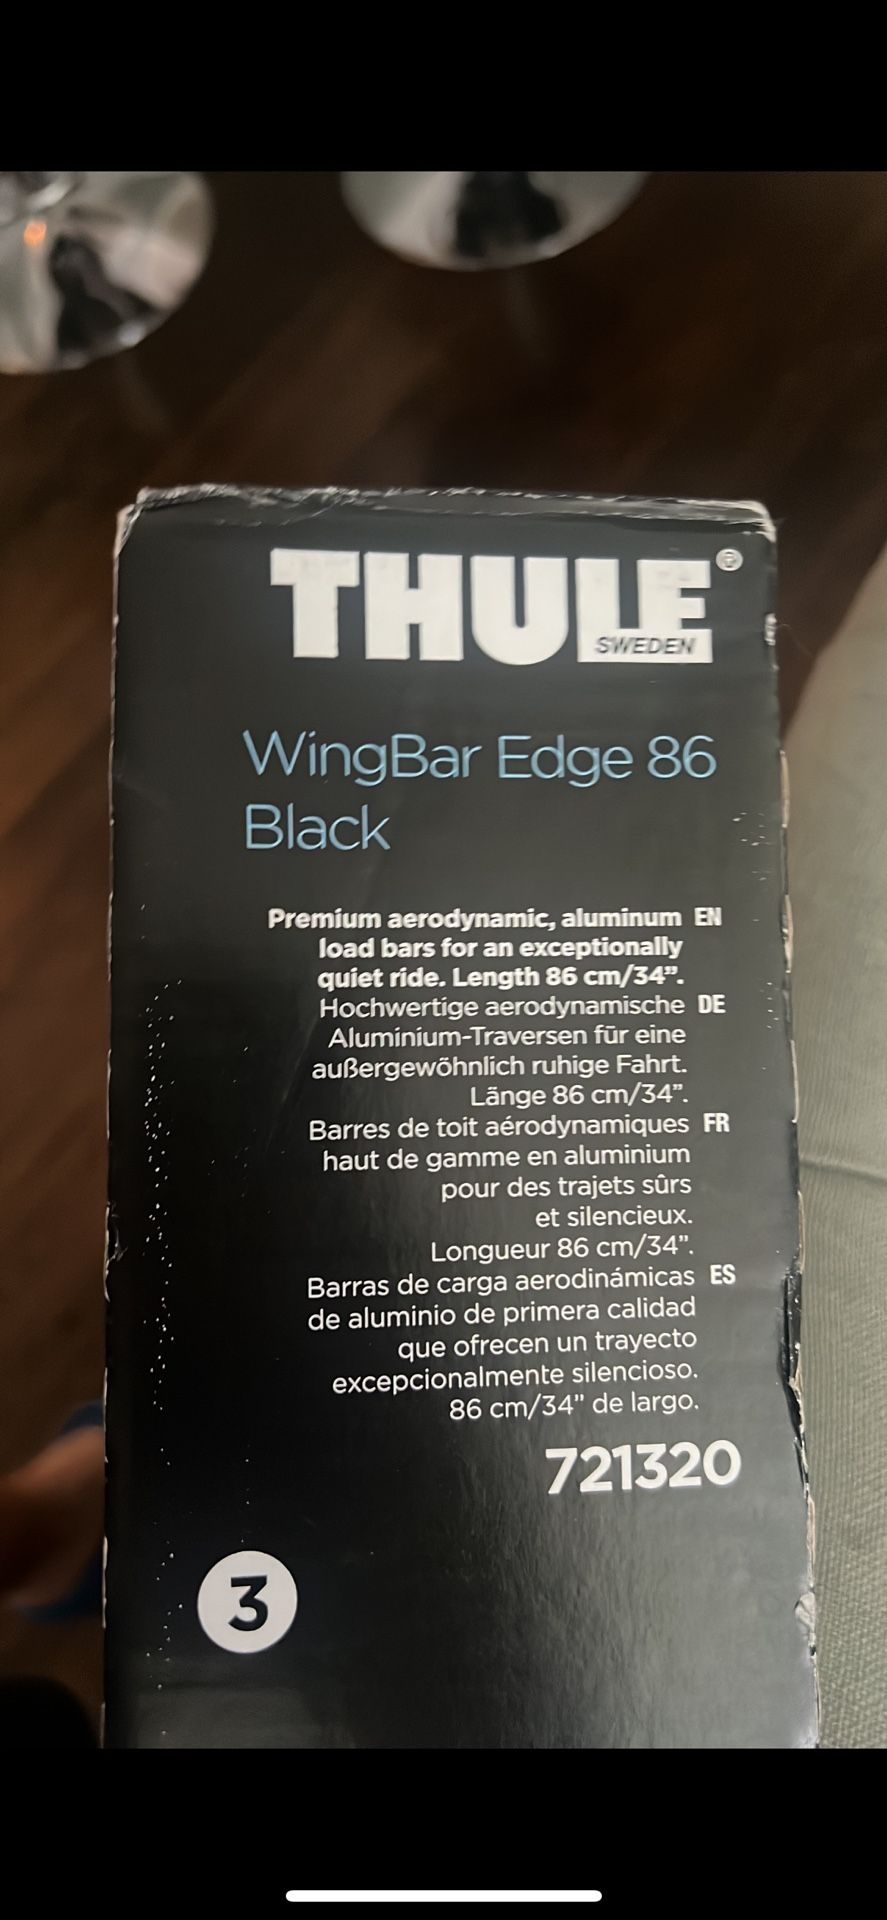 THULE®
SWEDEN
WingBar Edge 86
Black
Premium aerodynamic, aluminum EN
load bars for an exceptionally
quiet ride. Length 86 cm/34”.
Hochwertige aerodynamische DE
Aluminium-Traversen für eine
außergewöhnlich ruhige Fahrt.
Länge 86 cm/34”.
Barres de toit aérodynamiques FR
haut de gamme en aluminium
pour des trajets sûrs
et silencieux.
Longueur 86 cm/34”.
Barras de carga aerodinámicas ES
de aluminio de primera calidad
que ofrecen un trayecto
excepcionalmente silencioso.
86 cm/34” de largo.
721320
3